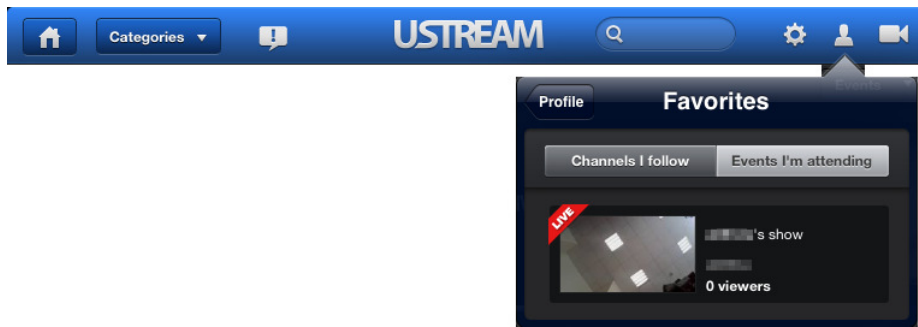 Categories
USTREAM
Events
Profile
Favorites
Channels I follow
Events I'm attending
LIVE
's show
0 viewers